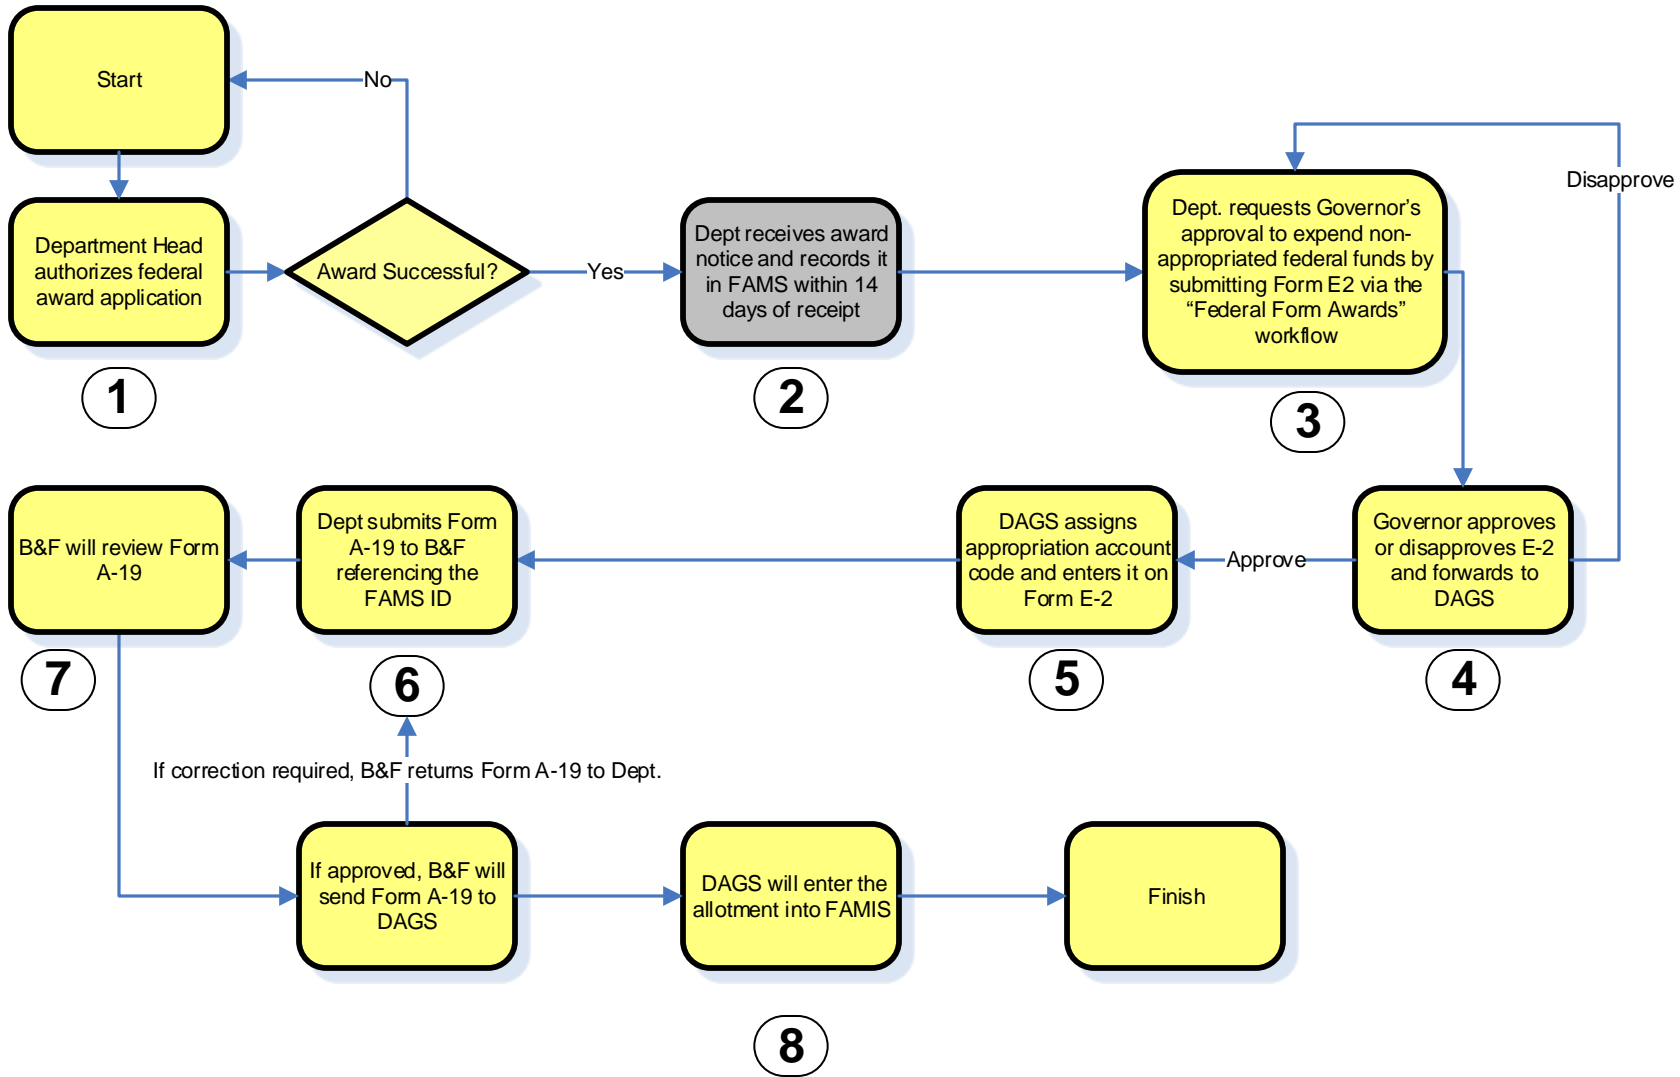 Start
No
Department Head
authorizes federal
award application
1
Award Successful?
Yes
Dept receives award
notice and records it
in FAMS within 14
days of receipt
2
Dept. requests Governor's
approval to expend non-
appropriated federal funds by
submitting Form E2 via the
“Federal Form Awards”
workflow
3
Disapprove
Governor approves
or disapproves E-2
and forwards to
DAGS
4
Approve
DAGS assigns
appropriation account
code and enters it on
Form E-2
5
Dept submits Form
A-19 to B&F
referencing the
FAMS ID
6
B&F will review Form
A-19
7
If correction required, B&F returns Form A-19 to Dept.
If approved, B&F will
send Form A-19 to
DAGS
DAGS will enter the
allotment into FAMIS
8
Finish